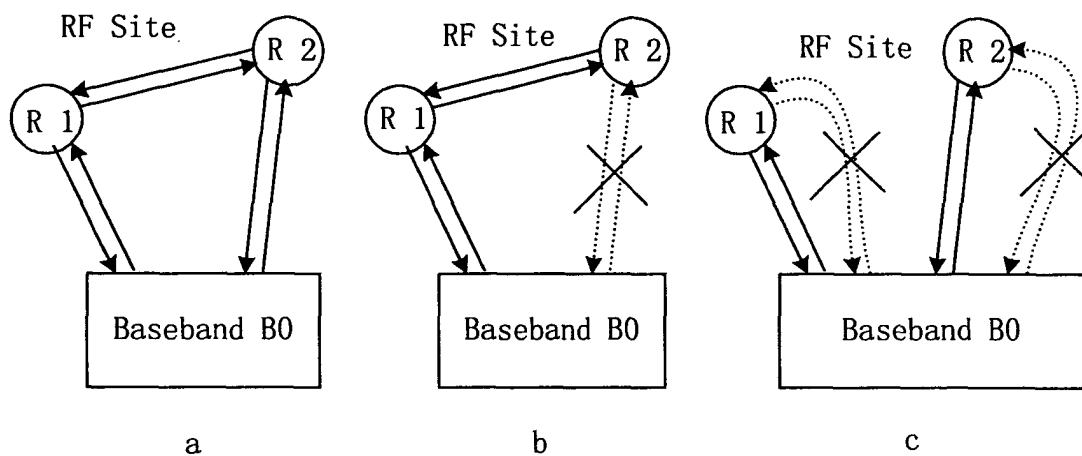 RF Site
R 2
R 1
Baseband B0
a
RF Site
R 2
R 1
Baseband B0
b
RF Site
R 2
R 1
Baseband B0
c